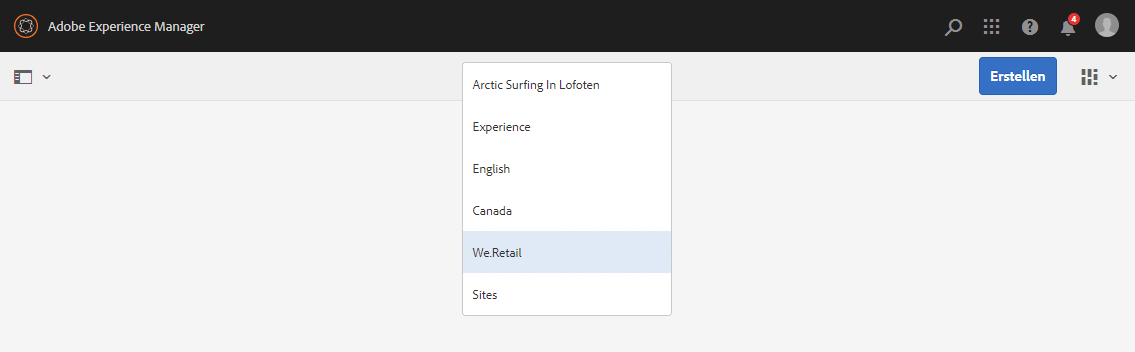 Adobe Experience Manager
4
Erstellen
Arctic Surfing In Lofoten
Experience
English
Canada
We.Retail
Sites